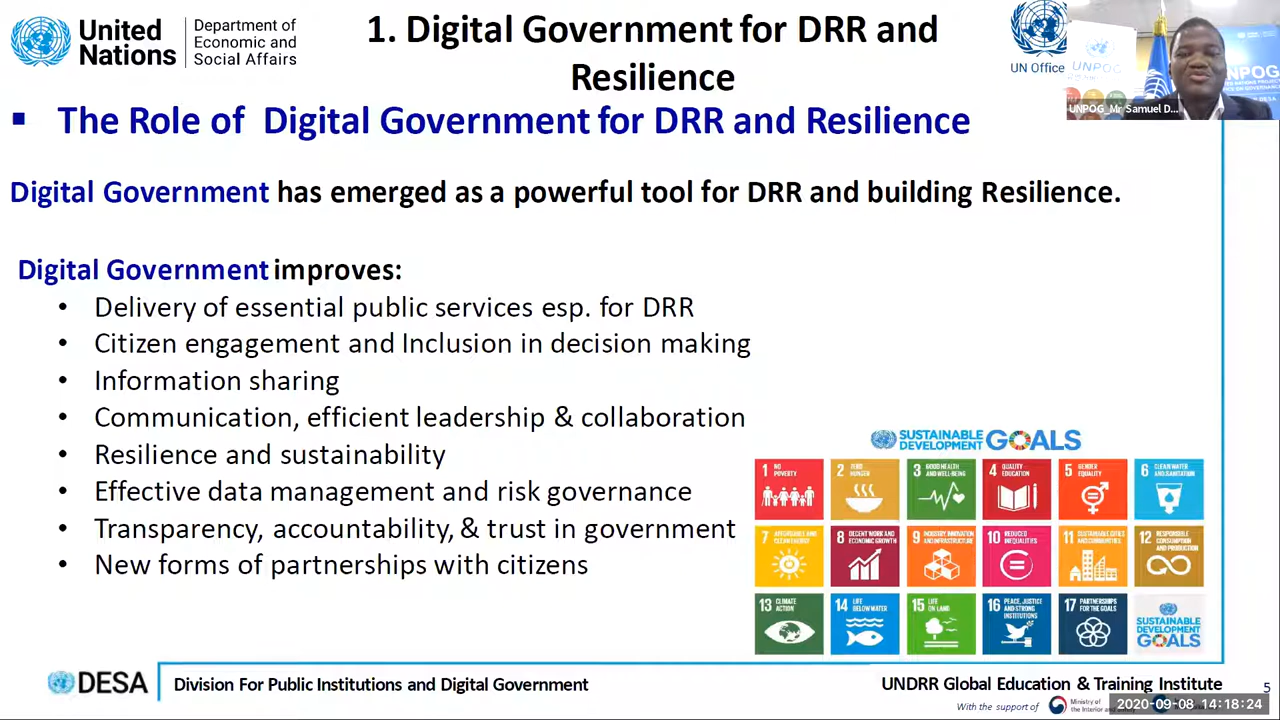 United
Nations
Department of
Economic and
Social Affairs
1. Digital Government for DRR and
Resilience
UN Office
UNPOG
UNPOG_Mr Samuel D...
▪ The Role of Digital Government for DRR and Resilience
Digital Government has emerged as a powerful tool for DRR and building Resilience.
Digital Government improves:
• Delivery of essential public services esp. for DRR
• Citizen engagement and Inclusion in decision making
• Information sharing
• Communication, efficient leadership & collaboration
• Resilience and sustainability
• Effective data management and risk governance
• Transparency, accountability, & trust in government
• New forms of partnerships with citizens
SUSTAINABLE
DEVELOPMENT GOALS
1 NO
POVERTY
2 ZERO
HUNGER
3 GOOD HEALTH
AND WELL-BEING
4 QUALITY
EDUCATION
5 GENDER
EQUALITY
6 CLEAN WATER
AND SANITATION
7 AFFORDABLE AND
CLEAN ENERGY
8 DECENT WORK AND
ECONOMIC GROWTH
9 INDUSTRY, INNOVATION
AND INFRASTRUCTURE
10 REDUCED
INEQUALITIES
11 SUSTAINABLE CITIES
AND COMMUNITIES
12 RESPONSIBLE
CONSUMPTION
AND PRODUCTION
13 CLIMATE
ACTION
14 LIFE
BELOW WATER
15 LIFE
ON LAND
16 PEACE, JUSTICE
AND STRONG
INSTITUTIONS
17 PARTNERSHIPS
FOR THE GOALS
SUSTAINABLE
DEVELOPMENT
GOALS
DESA
Division For Public Institutions and Digital Government
UNDRR Global Education & Training Institute
5
With the support of
Ministry of
the Interior and
2020-09-08 14:18:24